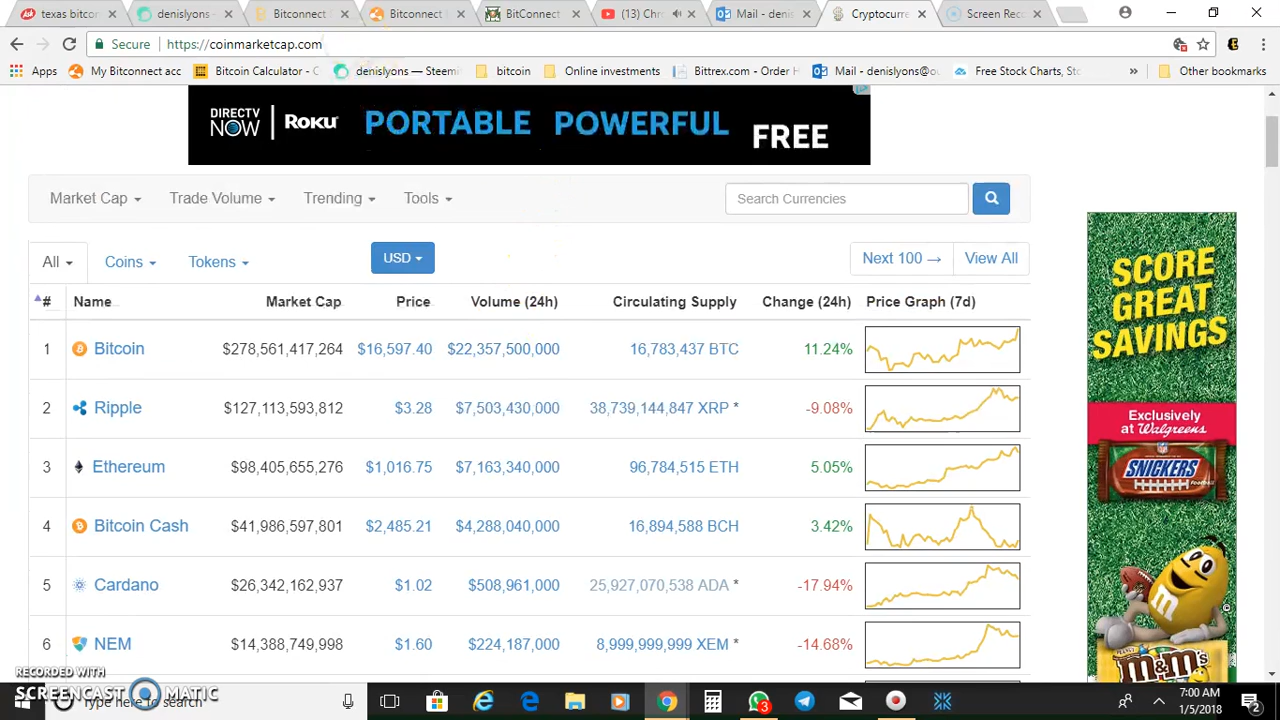 texas bitcor
denislyons -
Bitconnect S
Bitconnect
BitConnect
(13) Chro
Mail - denis
Cryptocurre
Screen Rec
Secure https://coinmarketcap.com
Apps My Bitconnect acc Bitcoin Calculator - denislyons — Steemi bitcoin Online investments Bittrex.com - Order H Mail - denislyons@ou Free Stock Charts, Sto » Other bookmarks
DIRECTV NOW Roku PORTABLE POWERFUL FREE
Market Cap Trade Volume Trending Tools Search Currencies
All Coins Tokens USD Next 100 → View All
# Name Market Cap Price Volume (24h) Circulating Supply Change (24h) Price Graph (7d)
1 Bitcoin $278,561,417,264 $16,597.40 $22,357,500,000 16,783,437 BTC 11.24%
2 Ripple $127,113,593,812 $3.28 $7,503,430,000 38,739,144,847 XRP * -9.08%
3 Ethereum $98,405,655,276 $1,016.75 $7,163,340,000 96,784,515 ETH 5.05%
4 Bitcoin Cash $41,986,597,801 $2,485.21 $4,288,040,000 16,894,588 BCH 3.42%
5 Cardano $26,342,162,937 $1.02 $508,961,000 25,927,070,538 ADA * -17.94%
6 NEM $14,388,749,998 $1.60 $224,187,000 8,999,999,999 XEM * -14.68%
SCORE
GREAT
SAVINGS
Exclusively
at Walgreens
SNICKERS
m&m's
RECORDED WITH
SCREENCAST MATIC
Type here to search
3
7:00 AM
1/5/2018
2